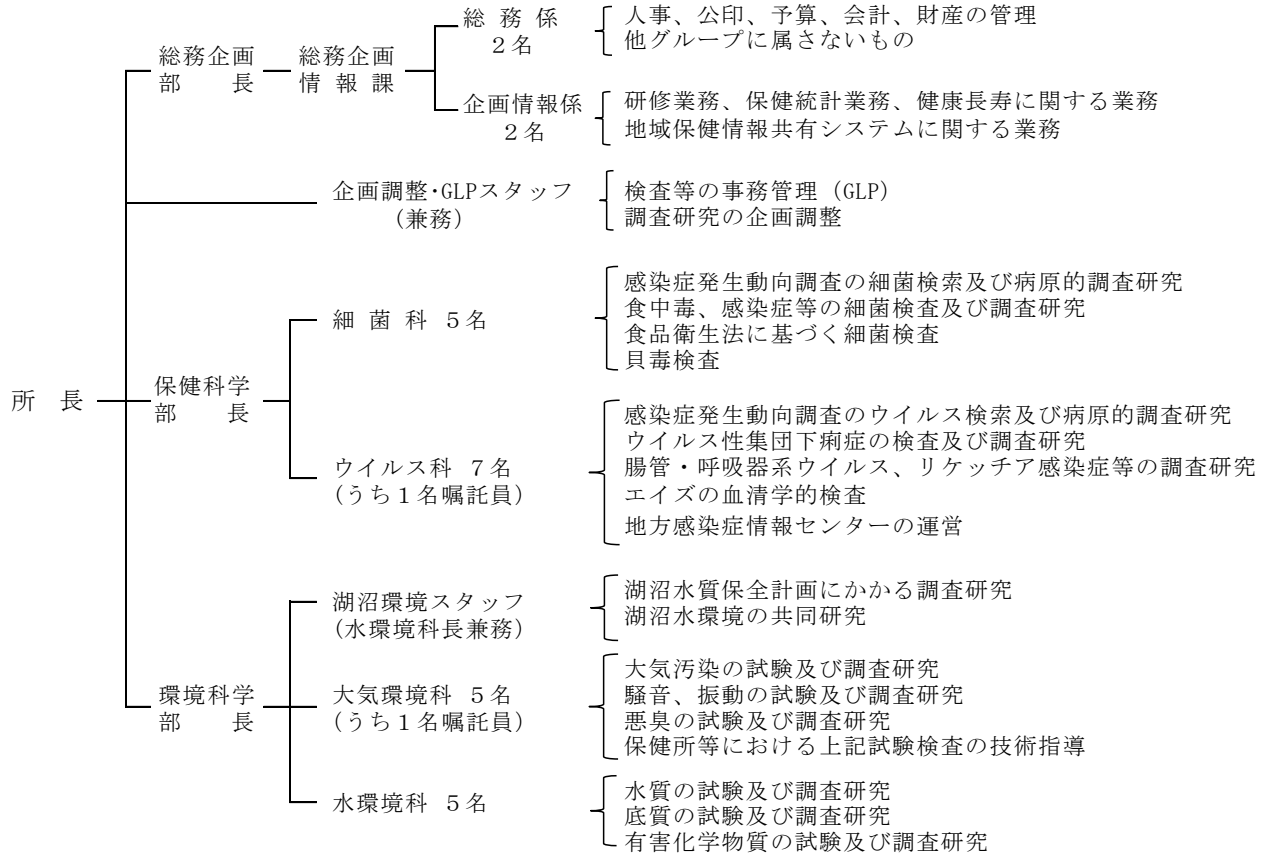 所　長
総務企画
部　　長
総務企画
情 報 課
総 務 係
２名
人事、公印、予算、会計、財産の管理
他グループに属さないもの
企画情報係
２名
研修業務、保健統計業務、健康長寿に関する業務
地域保健情報共有システムに関する業務
企画調整・GLPスタッフ
(兼務)
検査等の事務管理（GLP）
調査研究の企画調整
保健科学
部　　長
細 菌 科 ５名
感染症発生動向調査の細菌検索及び病原的調査研究
食中毒、感染症等の細菌検査及び調査研究
食品衛生法に基づく細菌検査
貝毒検査
ウイルス科 ７名
(うち１名嘱託員)
感染症発生動向調査のウイルス検索及び病原的調査研究
ウイルス性集団下痢症の検査及び調査研究
腸管・呼吸器系ウイルス、リケッチア感染症等の調査研究
エイズの血清学的検査
地方感染症情報センターの運営
環境科学
部　　長
湖沼環境スタッフ
(水環境科長兼務)
湖沼水質保全計画にかかる調査研究
湖沼水環境の共同研究
大気環境科 ５名
(うち１名嘱託員)
大気汚染の試験及び調査研究
騒音、振動の試験及び調査研究
悪臭の試験及び調査研究
保健所等における上記試験検査の技術指導
水環境科 ５名
水質の試験及び調査研究
底質の試験及び調査研究
有害化学物質の試験及び調査研究